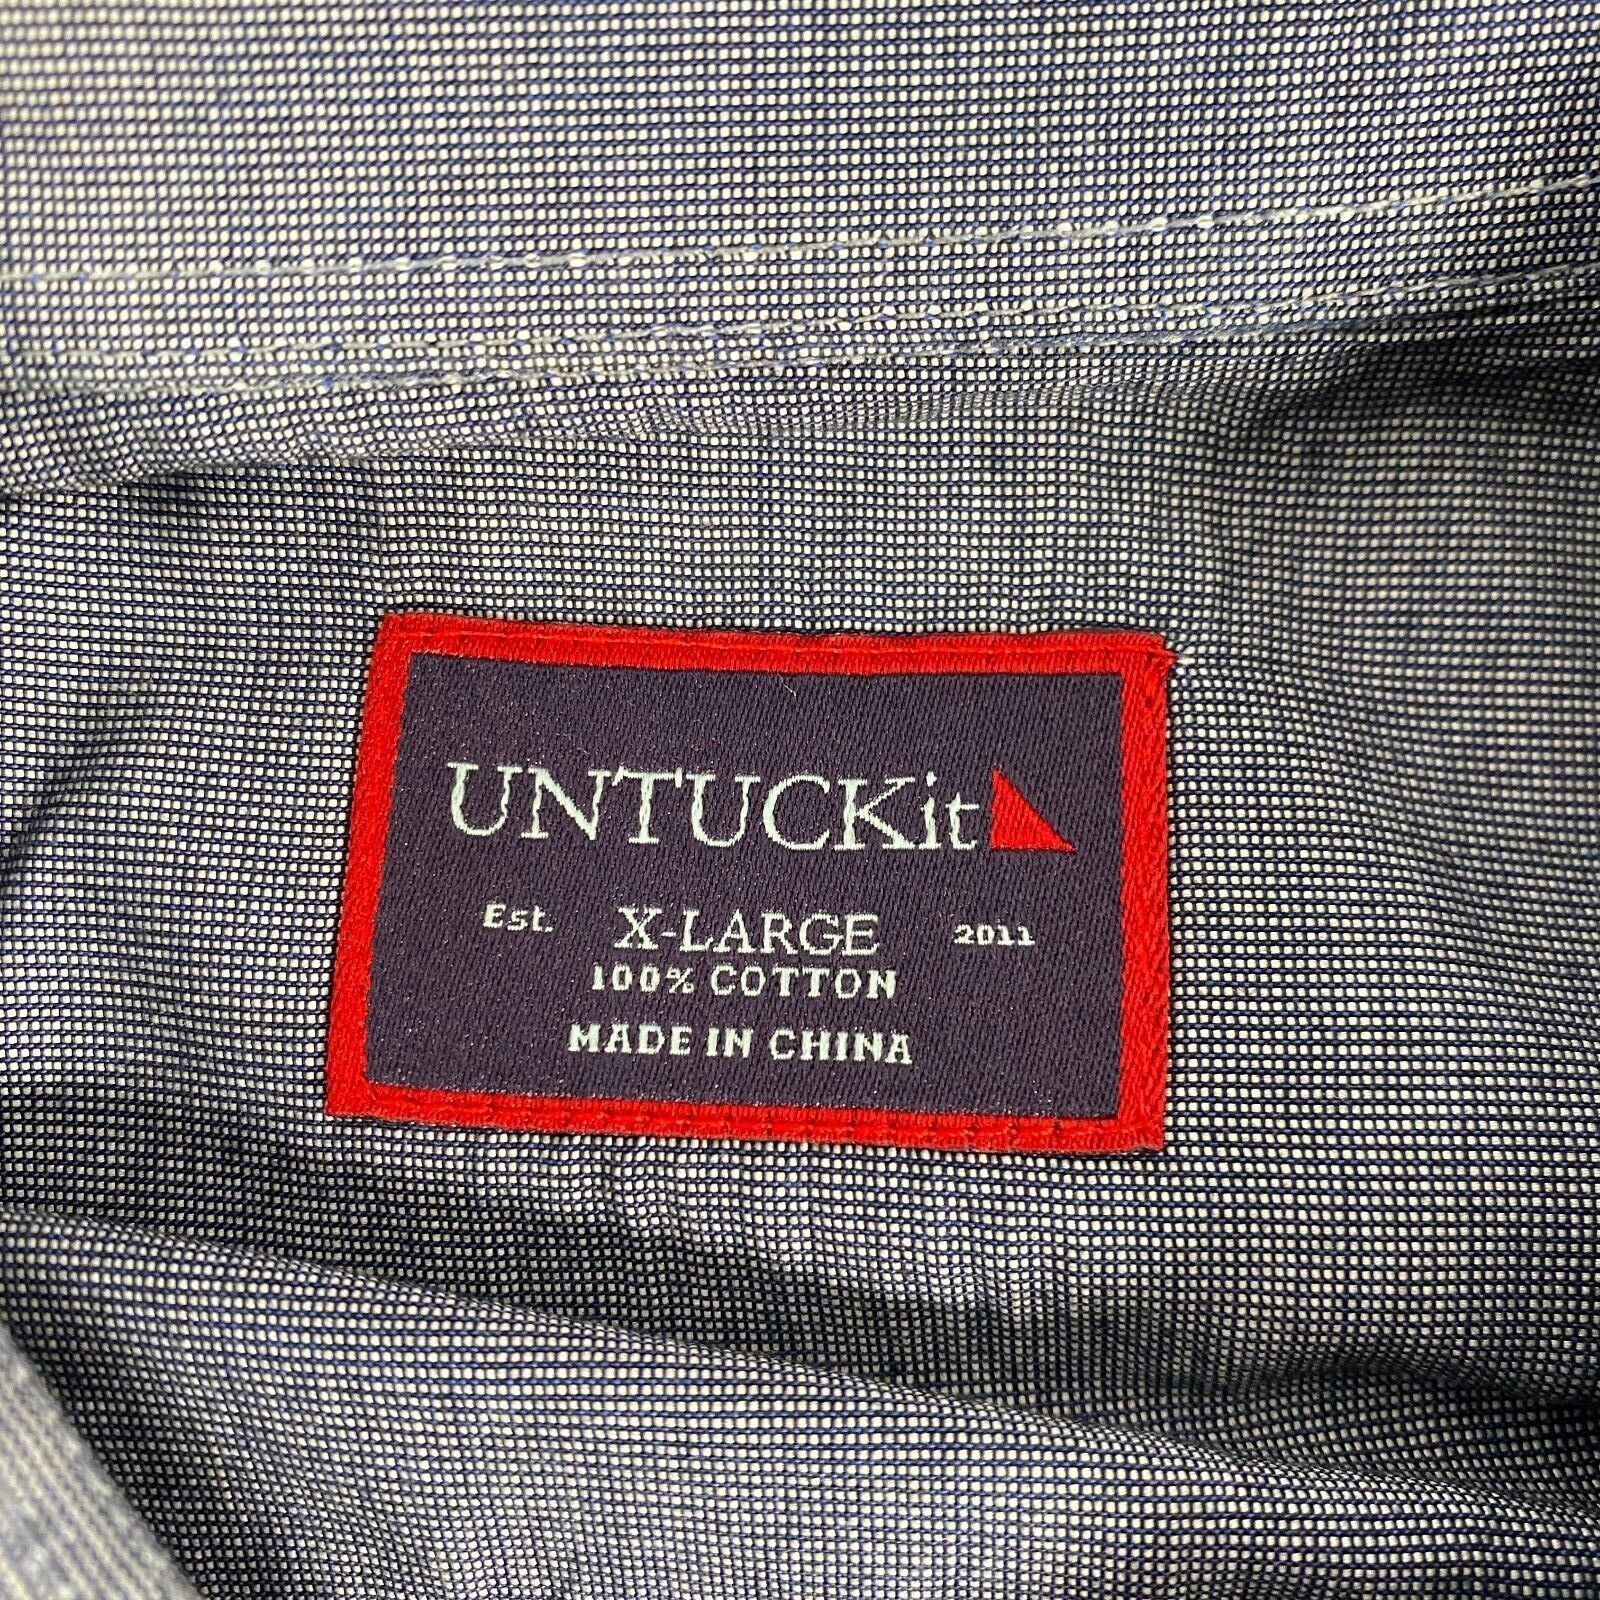 UNTUCKit
Est. X-LARGE 2011
100% COTTON
MADE IN CHINA